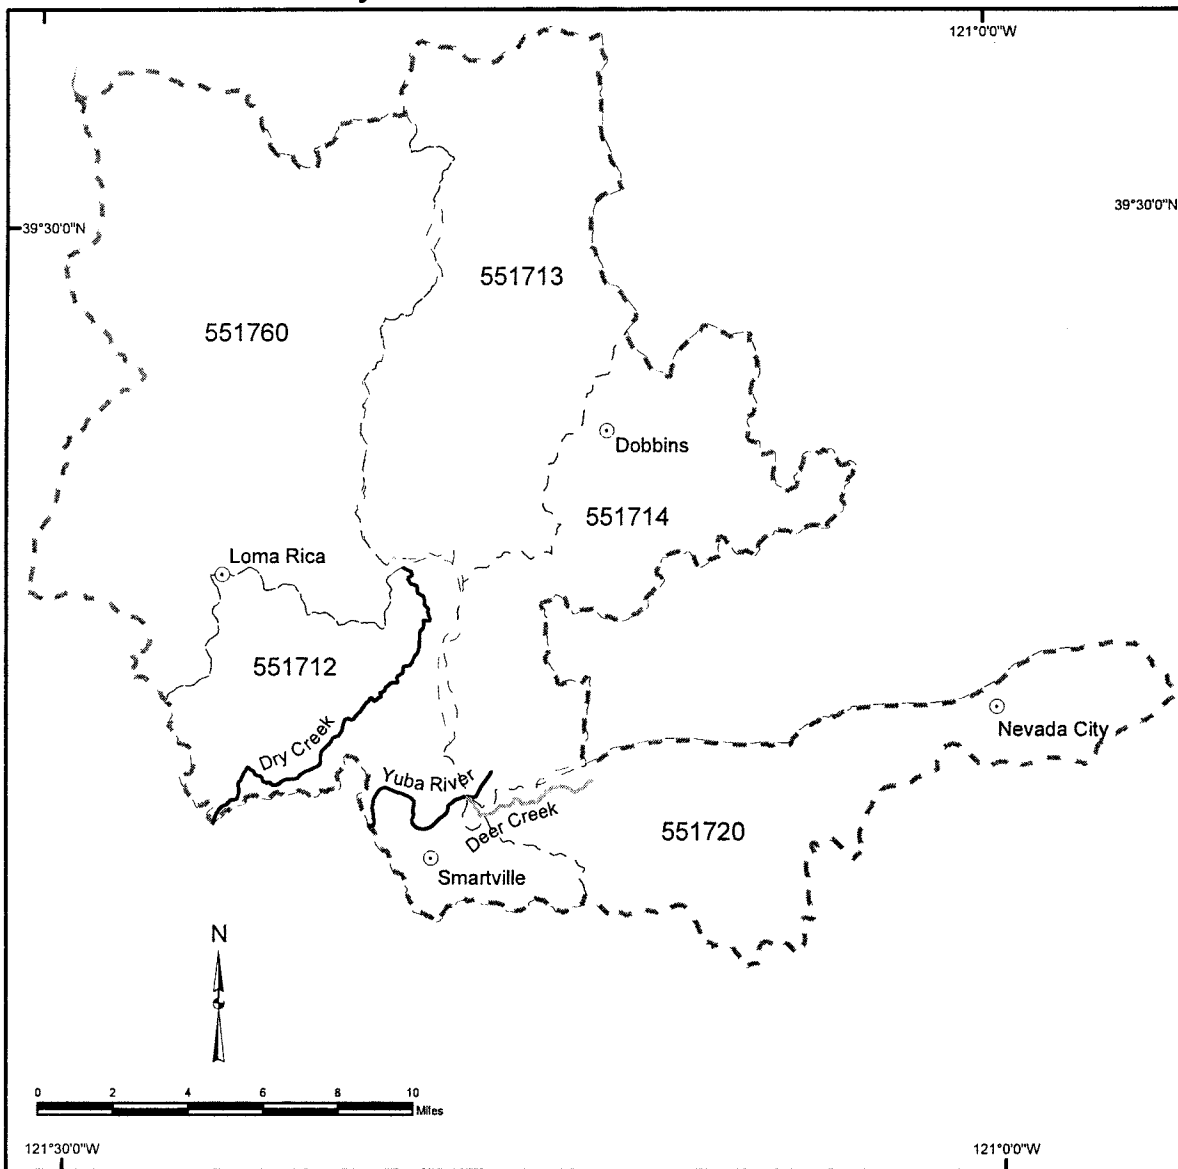 121°0'0"W
39°30'0"N
39°30'0"N
551713
551760
Dobbins
551714
Loma Rica
551712
Nevada City
Dry Creek
Yuba River
Deer Creek
551720
Smartville
N
0 2 4 6 8 10
Miles
121°30'0"W
121°0'0"W